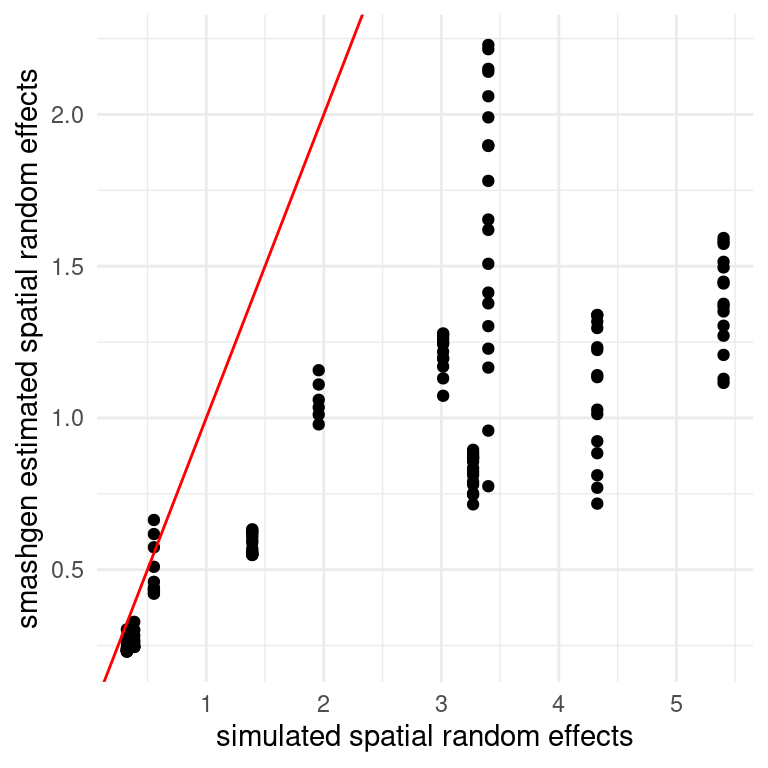 smashgen estimated spatial random effects
2.0
1.5
1.0
0.5
1 2 3 4 5
simulated spatial random effects